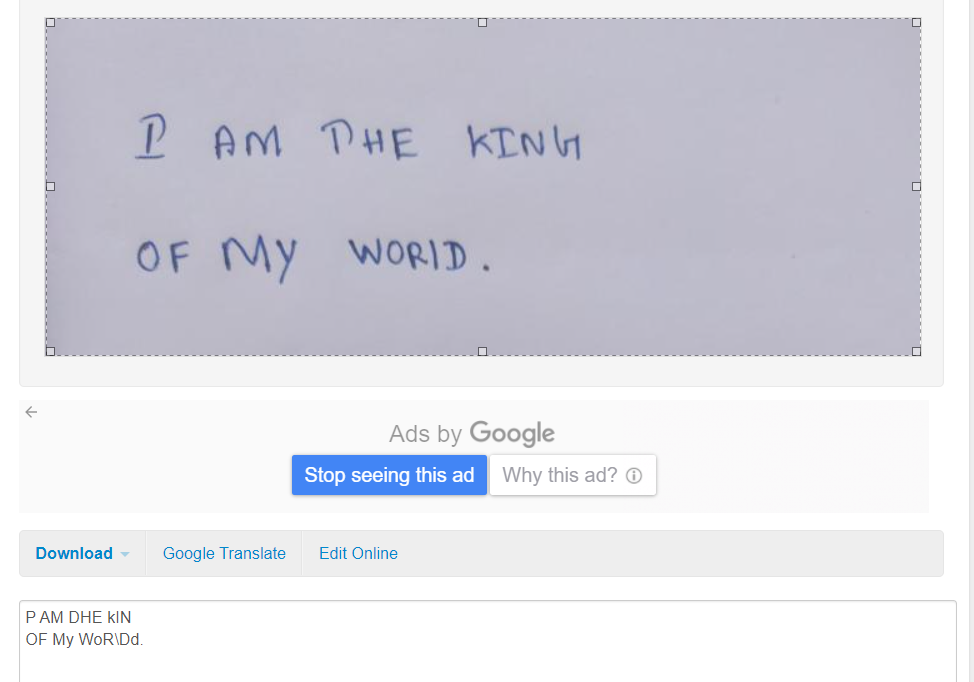 I AM THE KING
OF MY WORlD.
Ads by Google
Stop seeing this ad
Why this ad?
Download
Google Translate
Edit Online
P AM DHE kIN
OF My WoR\Dd.